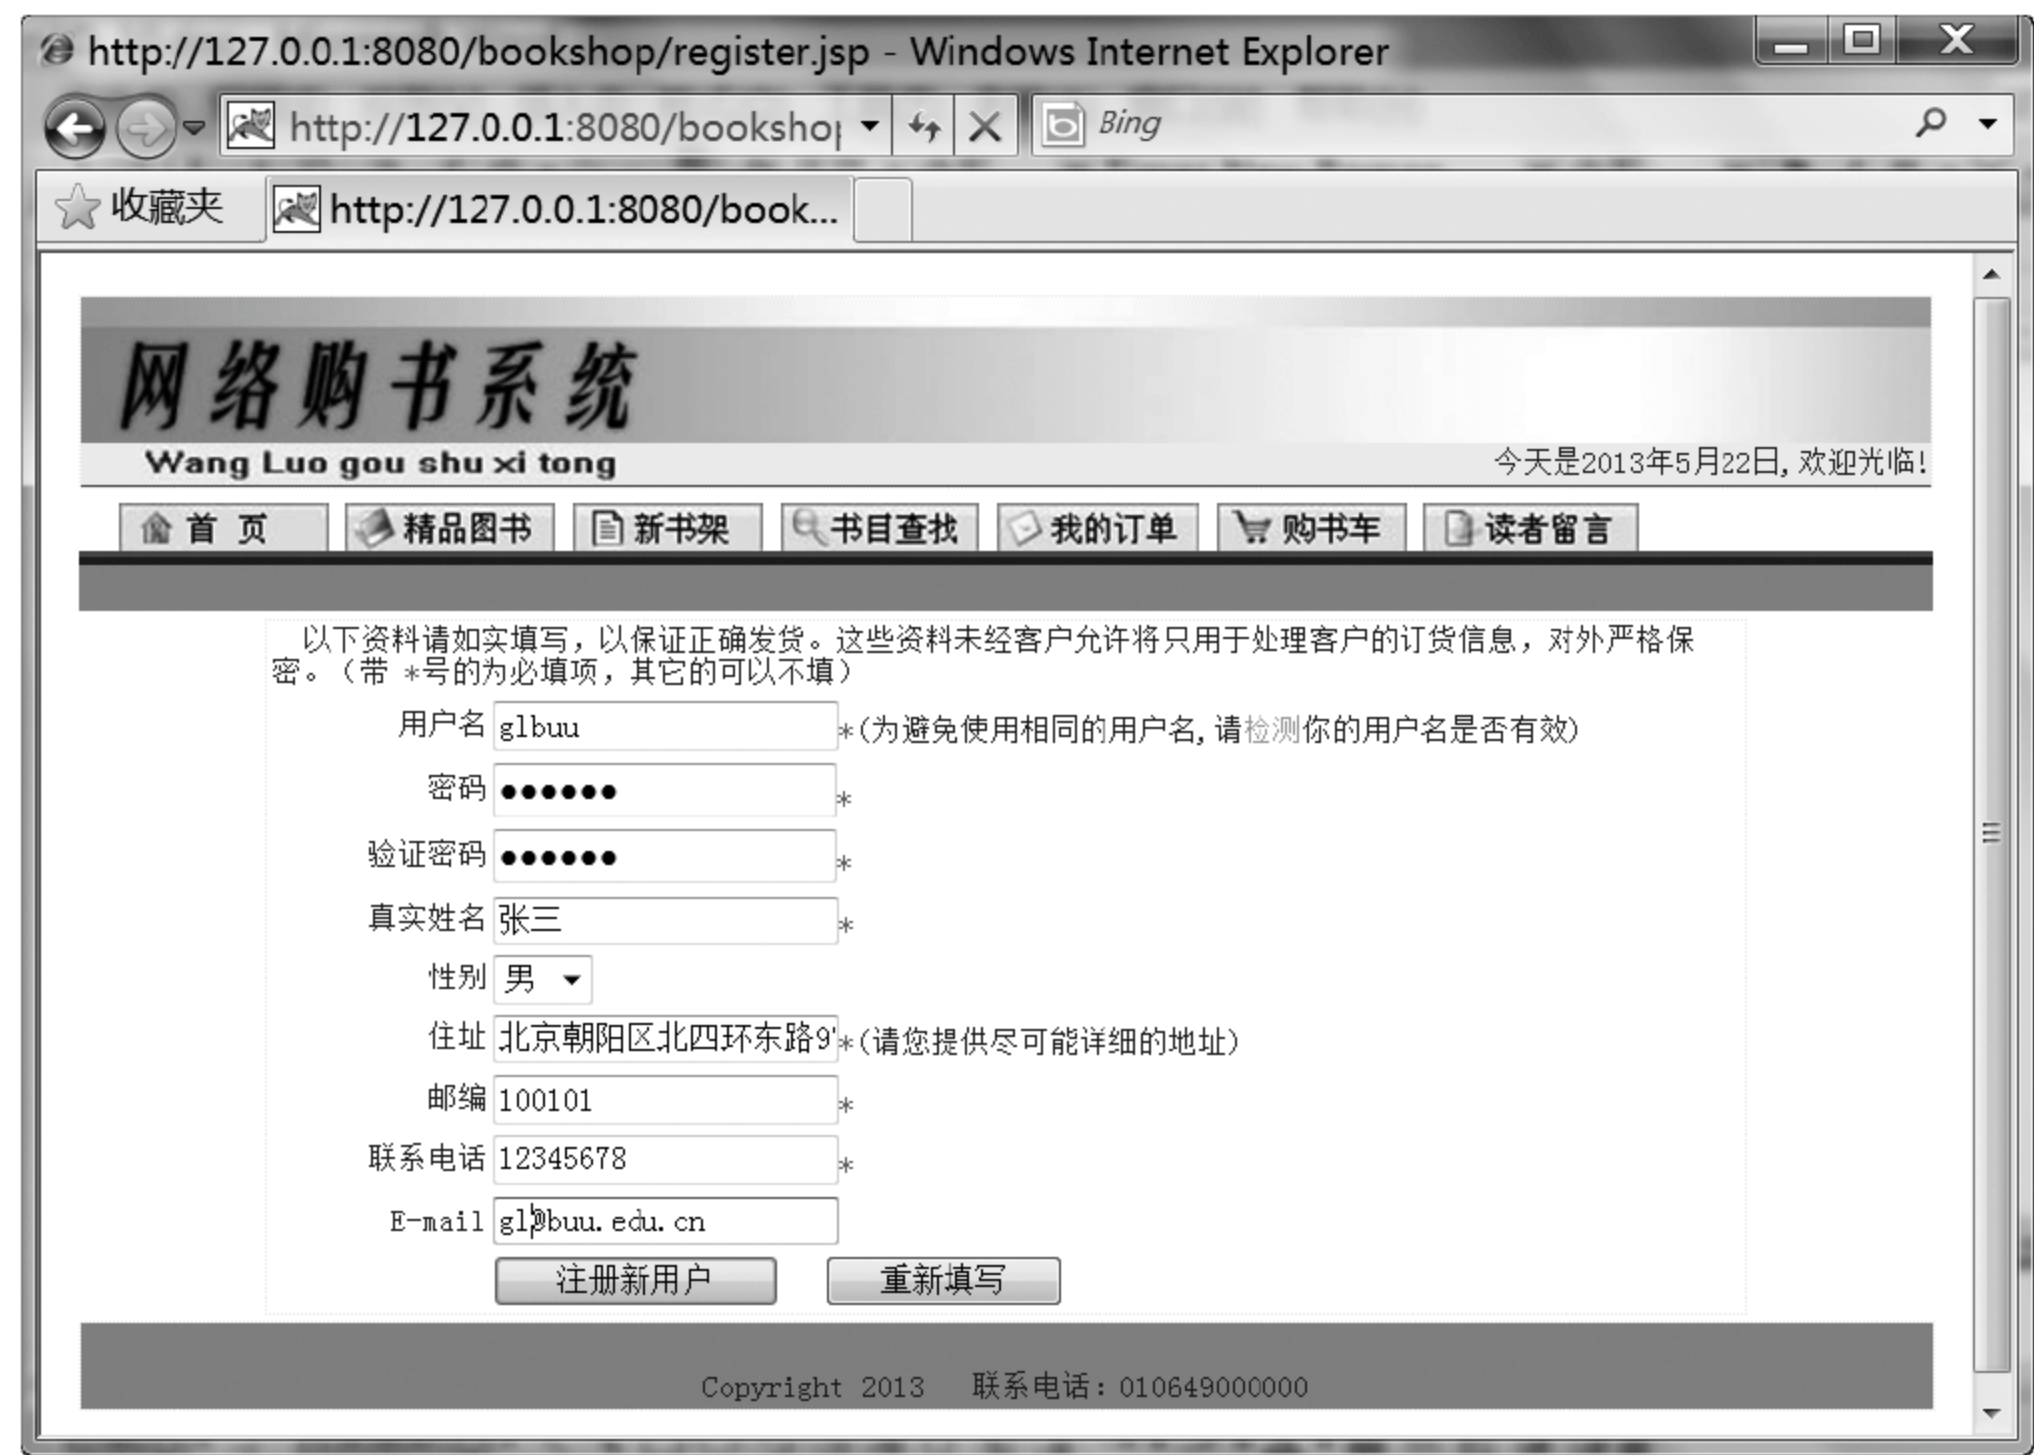 http://127.0.0.1:8080/bookshop/register.jsp - Windows Internet Explorer
http://127.0.0.1:8080/bookshop Bing
收藏夹 http://127.0.0.1:8080/book...
网络购书系统
Wang Luo gou shu xi tong 今天是2013年5月22日,欢迎光临!
首 页 精品图书 新书架 书目查找 我的订单 购书车 读者留言
以下资料请如实填写，以保证正确发货。这些资料未经客户允许将只用于处理客户的订货信息，对外严格保
密。（带 *号的为必填项，其它的可以不填）
用户名 glbuu *(为避免使用相同的用户名,请检测你的用户名是否有效)
密码 ●●●●●● *
验证密码 ●●●●●● *
真实姓名 张三 *
性别 男
住址 北京朝阳区北四环东路9 *(请您提供尽可能详细的地址)
邮编 100101 *
联系电话 12345678 *
E-mail gl@buu.edu.cn
注册新用户 重新填写
Copyright 2013 联系电话：010649000000